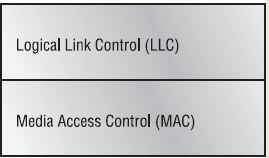 Logical Link Control (LLC)
Media Access Control (MAC)